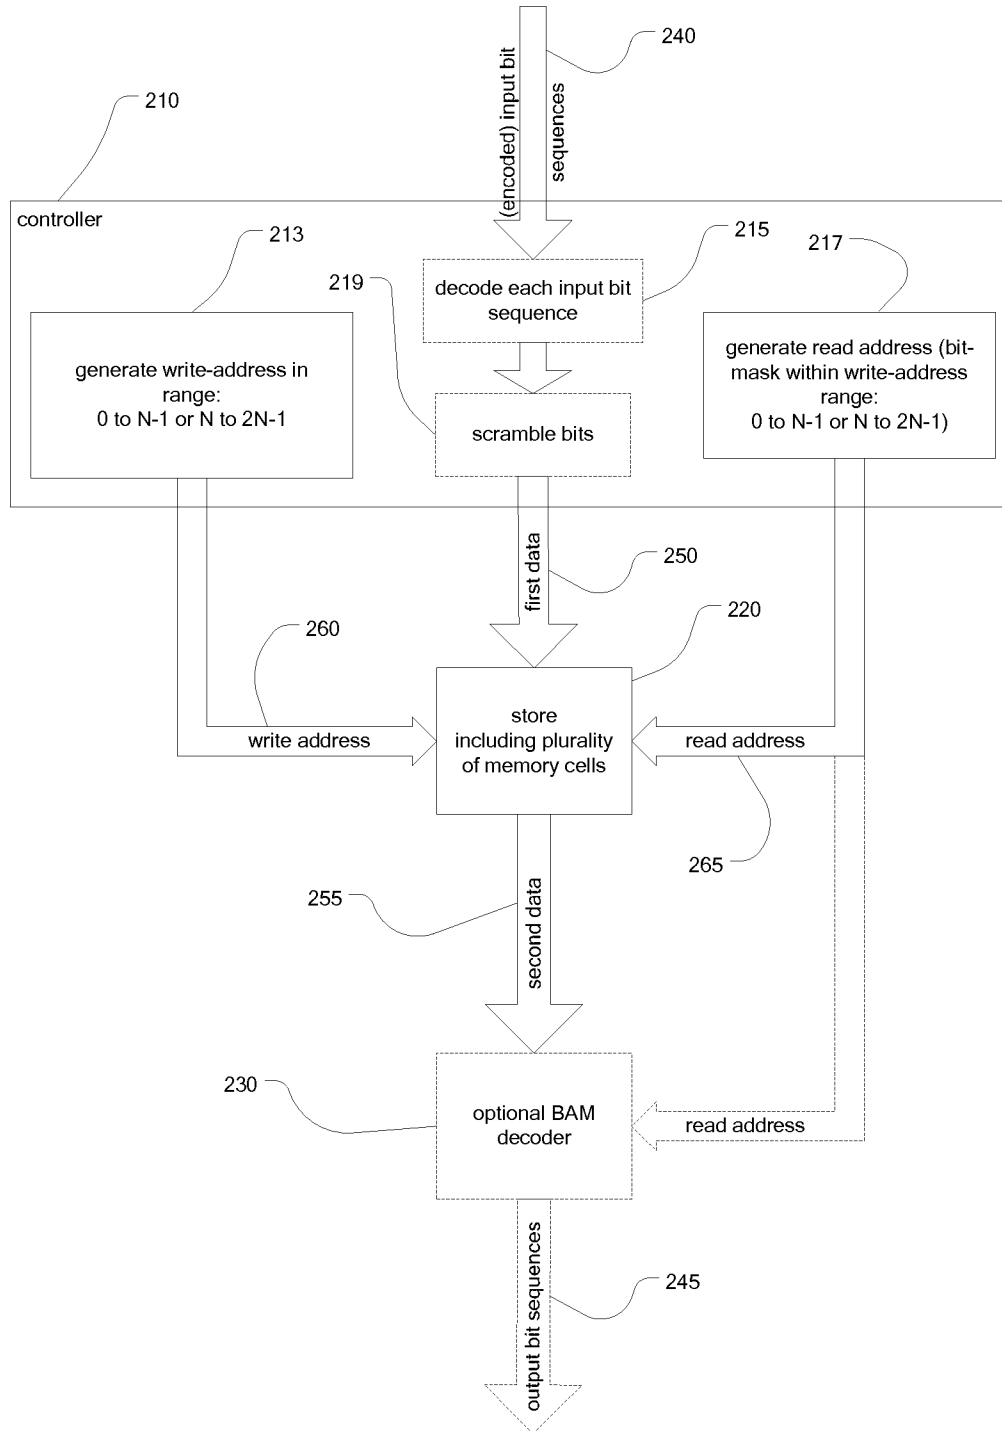 240
(encoded) input bit
sequences
210
controller
213
215
217
219
decode each input bit
sequence
generate write-address in
range:
0 to N-1 or N to 2N-1
generate read address (bit-
mask within write-address
range:
0 to N-1 or N to 2N-1)
scramble bits
first data
250
220
260
store
including plurality
of memory cells
write address
read address
265
255
second data
230
optional BAM
decoder
read address
output bit sequences
245